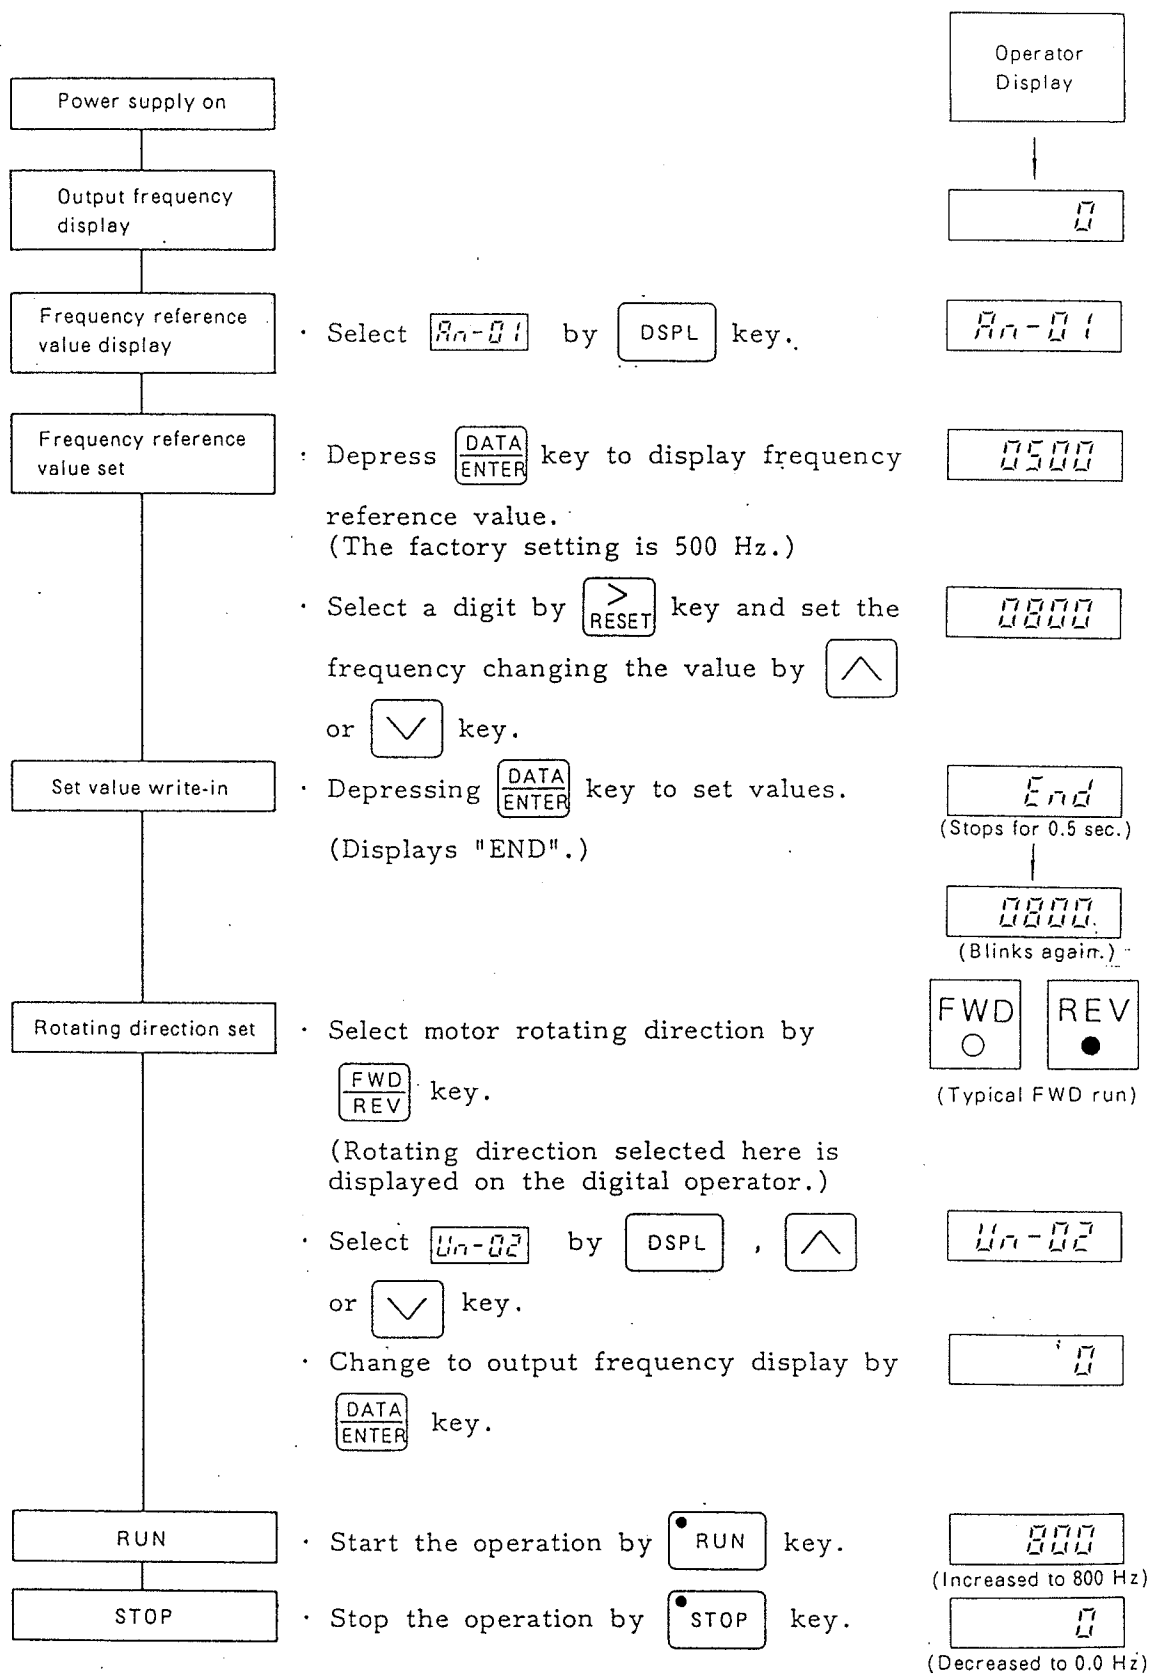 Operator
Display
Power supply on
Output frequency
display
0
Frequency reference
value display
· Select An-01 by DSPL key.
An-01
Frequency reference
value set
· Depress DATA
ENTER key to display frequency
0500
reference value.
(The factory setting is 500 Hz.)
· Select a digit by >
RESET key and set the
0800
frequency changing the value by ∧
or ∨ key.
Set value write-in
· Depressing DATA
ENTER key to set values.
End
(Stops for 0.5 sec.)
(Displays "END".)
0800
(Blinks again.)
Rotating direction set
· Select motor rotating direction by
FWD
REV
FWD
REV key.
(Typical FWD run)
(Rotating direction selected here is
displayed on the digital operator.)
· Select Un-02 by DSPL , ∧
Un-02
or ∨ key.
· Change to output frequency display by
0
DATA
ENTER key.
RUN
· Start the operation by RUN key.
800
(Increased to 800 Hz)
STOP
· Stop the operation by STOP key.
0
(Decreased to 0.0 Hz)